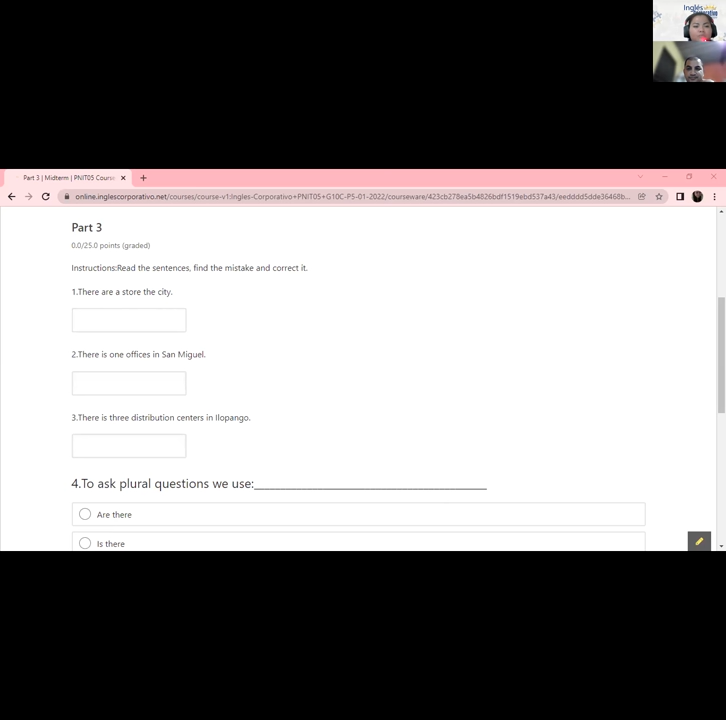 Inglés
Part 3 | Midterm | PNIT05 Course
online.inglescorporativo.net/courses/course-v1:Ingles-Corporativo+PNIT05+G10C-P5-01-2022/courseware/423cb278ea5b4826bdf1519ebd537a43/eedddd5dde36468b...
Part 3
0.0/25.0 points (graded)
Instructions:Read the sentences, find the mistake and correct it.
1.There are a store the city.
2.There is one offices in San Miguel.
3.There is three distribution centers in Ilopango.
4.To ask plural questions we use:________________________________________
Are there
Is there